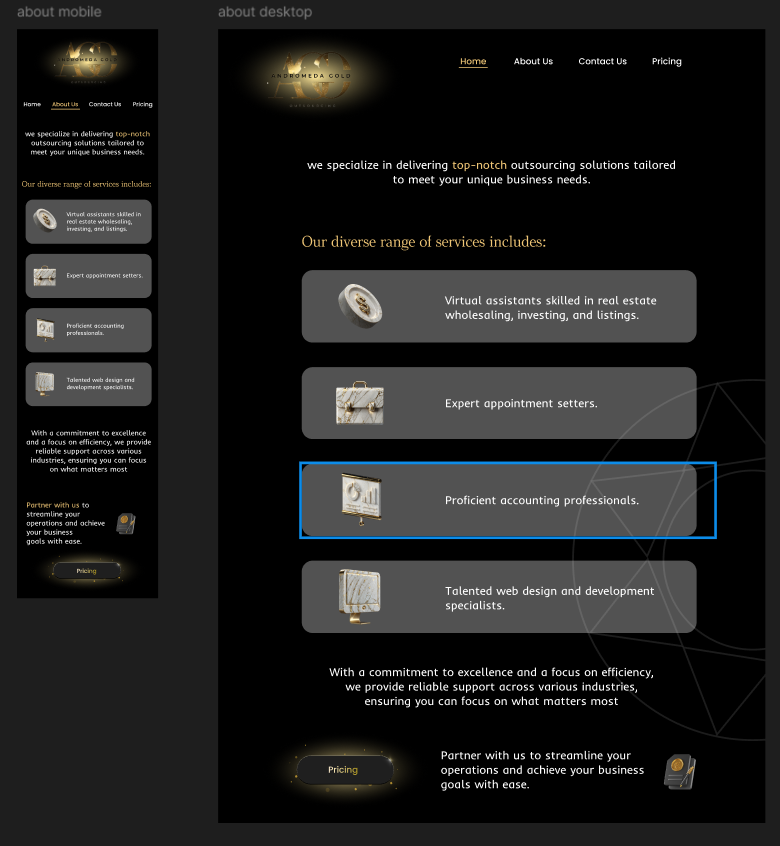 about mobile
ANDROMEDA GOLD
OUTSOURCING
Home About Us Contact Us Pricing
we specialize in delivering top-notch
outsourcing solutions tailored to
meet your unique business needs.
Our diverse range of services includes:
Virtual assistants skilled in
real estate wholesaling,
investing, and listings.
Expert appointment setters.
Proficient accounting
professionals.
Talented web design and
development specialists.
With a commitment to excellence
and a focus on efficiency, we provide
reliable support across various
industries, ensuring you can focus
on what matters most
Partner with us to
streamline your
operations and achieve
your business
goals with ease.
Pricing
about desktop
ANDROMEDA GOLD
OUTSOURCING
Home About Us Contact Us Pricing
we specialize in delivering top-notch outsourcing solutions tailored
to meet your unique business needs.
Our diverse range of services includes:
Virtual assistants skilled in real estate
wholesaling, investing, and listings.
Expert appointment setters.
Proficient accounting professionals.
Talented web design and development
specialists.
With a commitment to excellence and a focus on efficiency,
we provide reliable support across various industries,
ensuring you can focus on what matters most
Pricing
Partner with us to streamline your
operations and achieve your business
goals with ease.